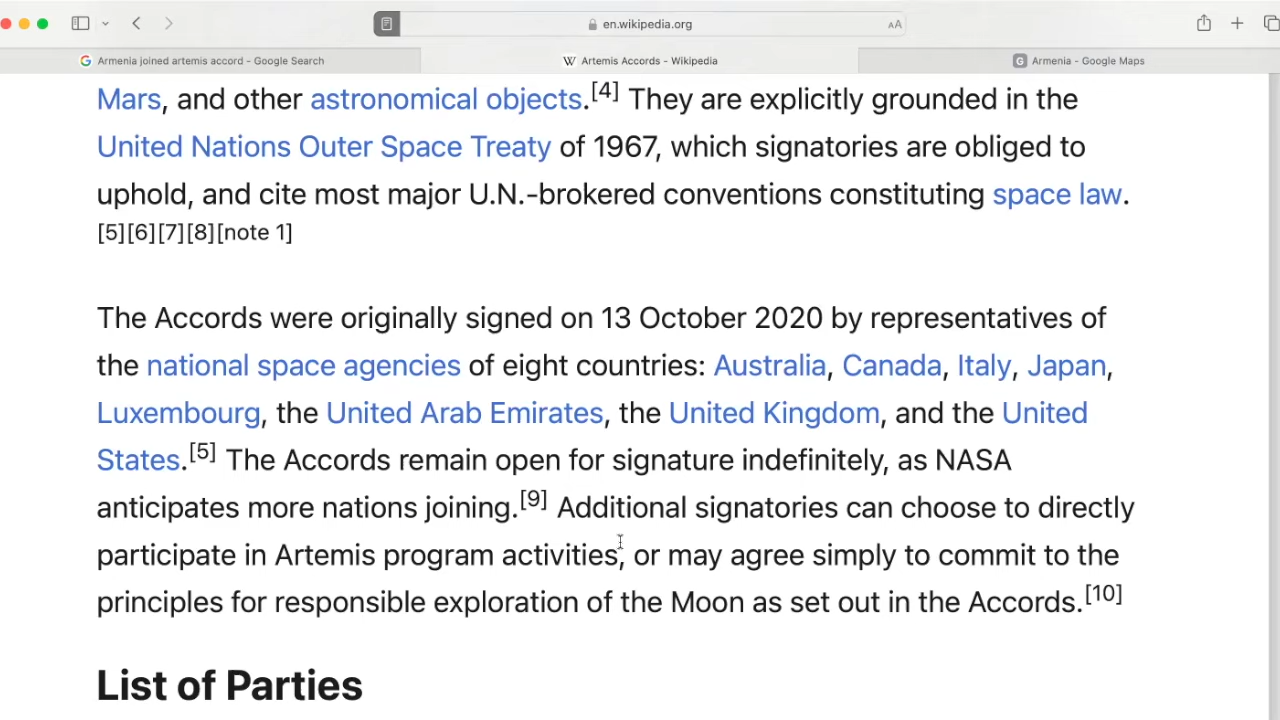 en.wikipedia.org
AA
Armenia joined artemis accord - Google Search
Artemis Accords - Wikipedia
Armenia - Google Maps
Mars, and other astronomical objects.[4] They are explicitly grounded in the
United Nations Outer Space Treaty of 1967, which signatories are obliged to
uphold, and cite most major U.N.-brokered conventions constituting space law.
[5][6][7][8][note 1]
The Accords were originally signed on 13 October 2020 by representatives of
the national space agencies of eight countries: Australia, Canada, Italy, Japan,
Luxembourg, the United Arab Emirates, the United Kingdom, and the United
States.[5] The Accords remain open for signature indefinitely, as NASA
anticipates more nations joining.[9] Additional signatories can choose to directly
participate in Artemis program activities, or may agree simply to commit to the
principles for responsible exploration of the Moon as set out in the Accords.[10]
List of Parties